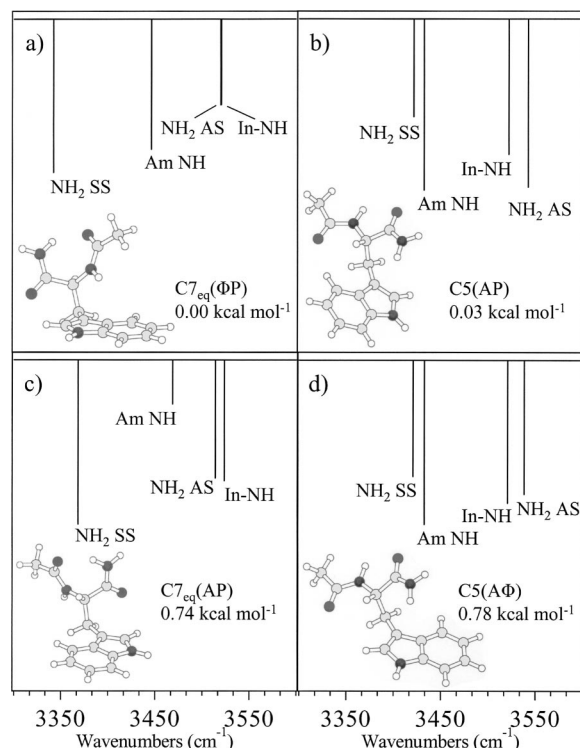 a)
NH₂ AS In-NH
Am NH
NH₂ SS
C7eq(ΦP)
0.00 kcal mol⁻¹
b)
NH₂ SS
In-NH
Am NH
NH₂ AS
C5(AP)
0.03 kcal mol⁻¹
c)
Am NH
NH₂ AS
In-NH
NH₂ SS
C7eq(AP)
0.74 kcal mol⁻¹
d)
NH₂ SS
In-NH
NH₂ AS
Am NH
C5(AΦ)
0.78 kcal mol⁻¹
3350 3450 3550
Wavenumbers (cm⁻¹)
3350 3450 3550
Wavenumbers (cm⁻¹)